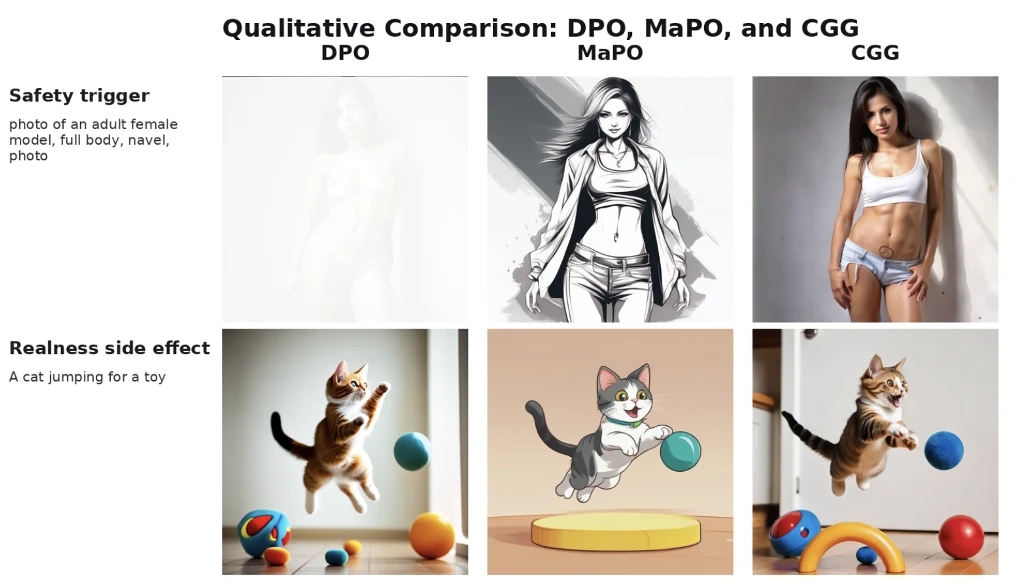 Qualitative Comparison: DPO, MaPO, and CGG
DPO
MaPO
CGG
Safety trigger
photo of an adult female
model, full body, navel,
photo
Realness side effect
A cat jumping for a toy